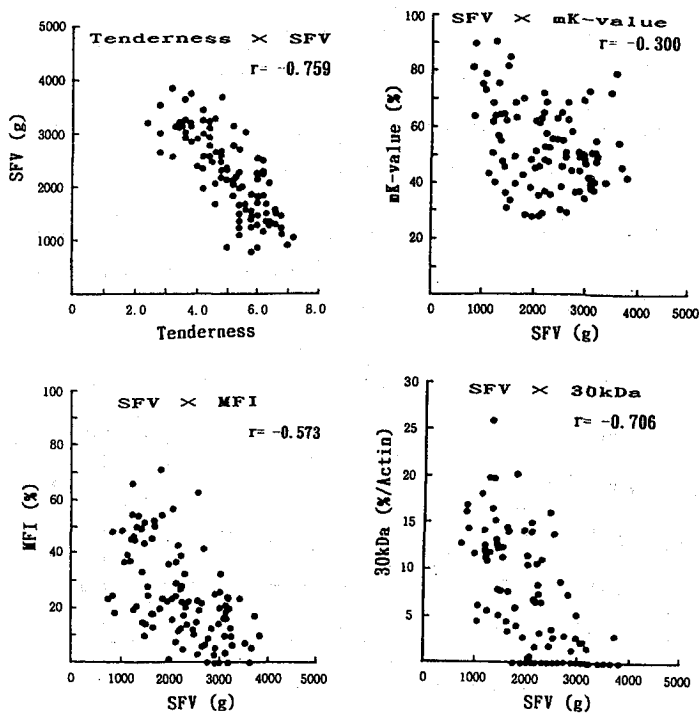 Tenderness × SFV
r= -0.759
5000
4000
3000
2000
1000
SFV (g)
0 2.0 4.0 6.0 8.0
Tenderness
SFV × mK-value
r= -0.300
100
80
60
40
20
mK-value (%)
0 1000 2000 3000 4000 5000
SFV (g)
SFV × MFI
r= -0.573
100
80
60
40
20
MFI (%)
0 1000 2000 3000 4000 5000
SFV (g)
SFV × 30kDa
r= -0.706
30
25
20
15
10
5
30kDa (%/Actin)
0 1000 2000 3000 4000 5000
SFV (g)